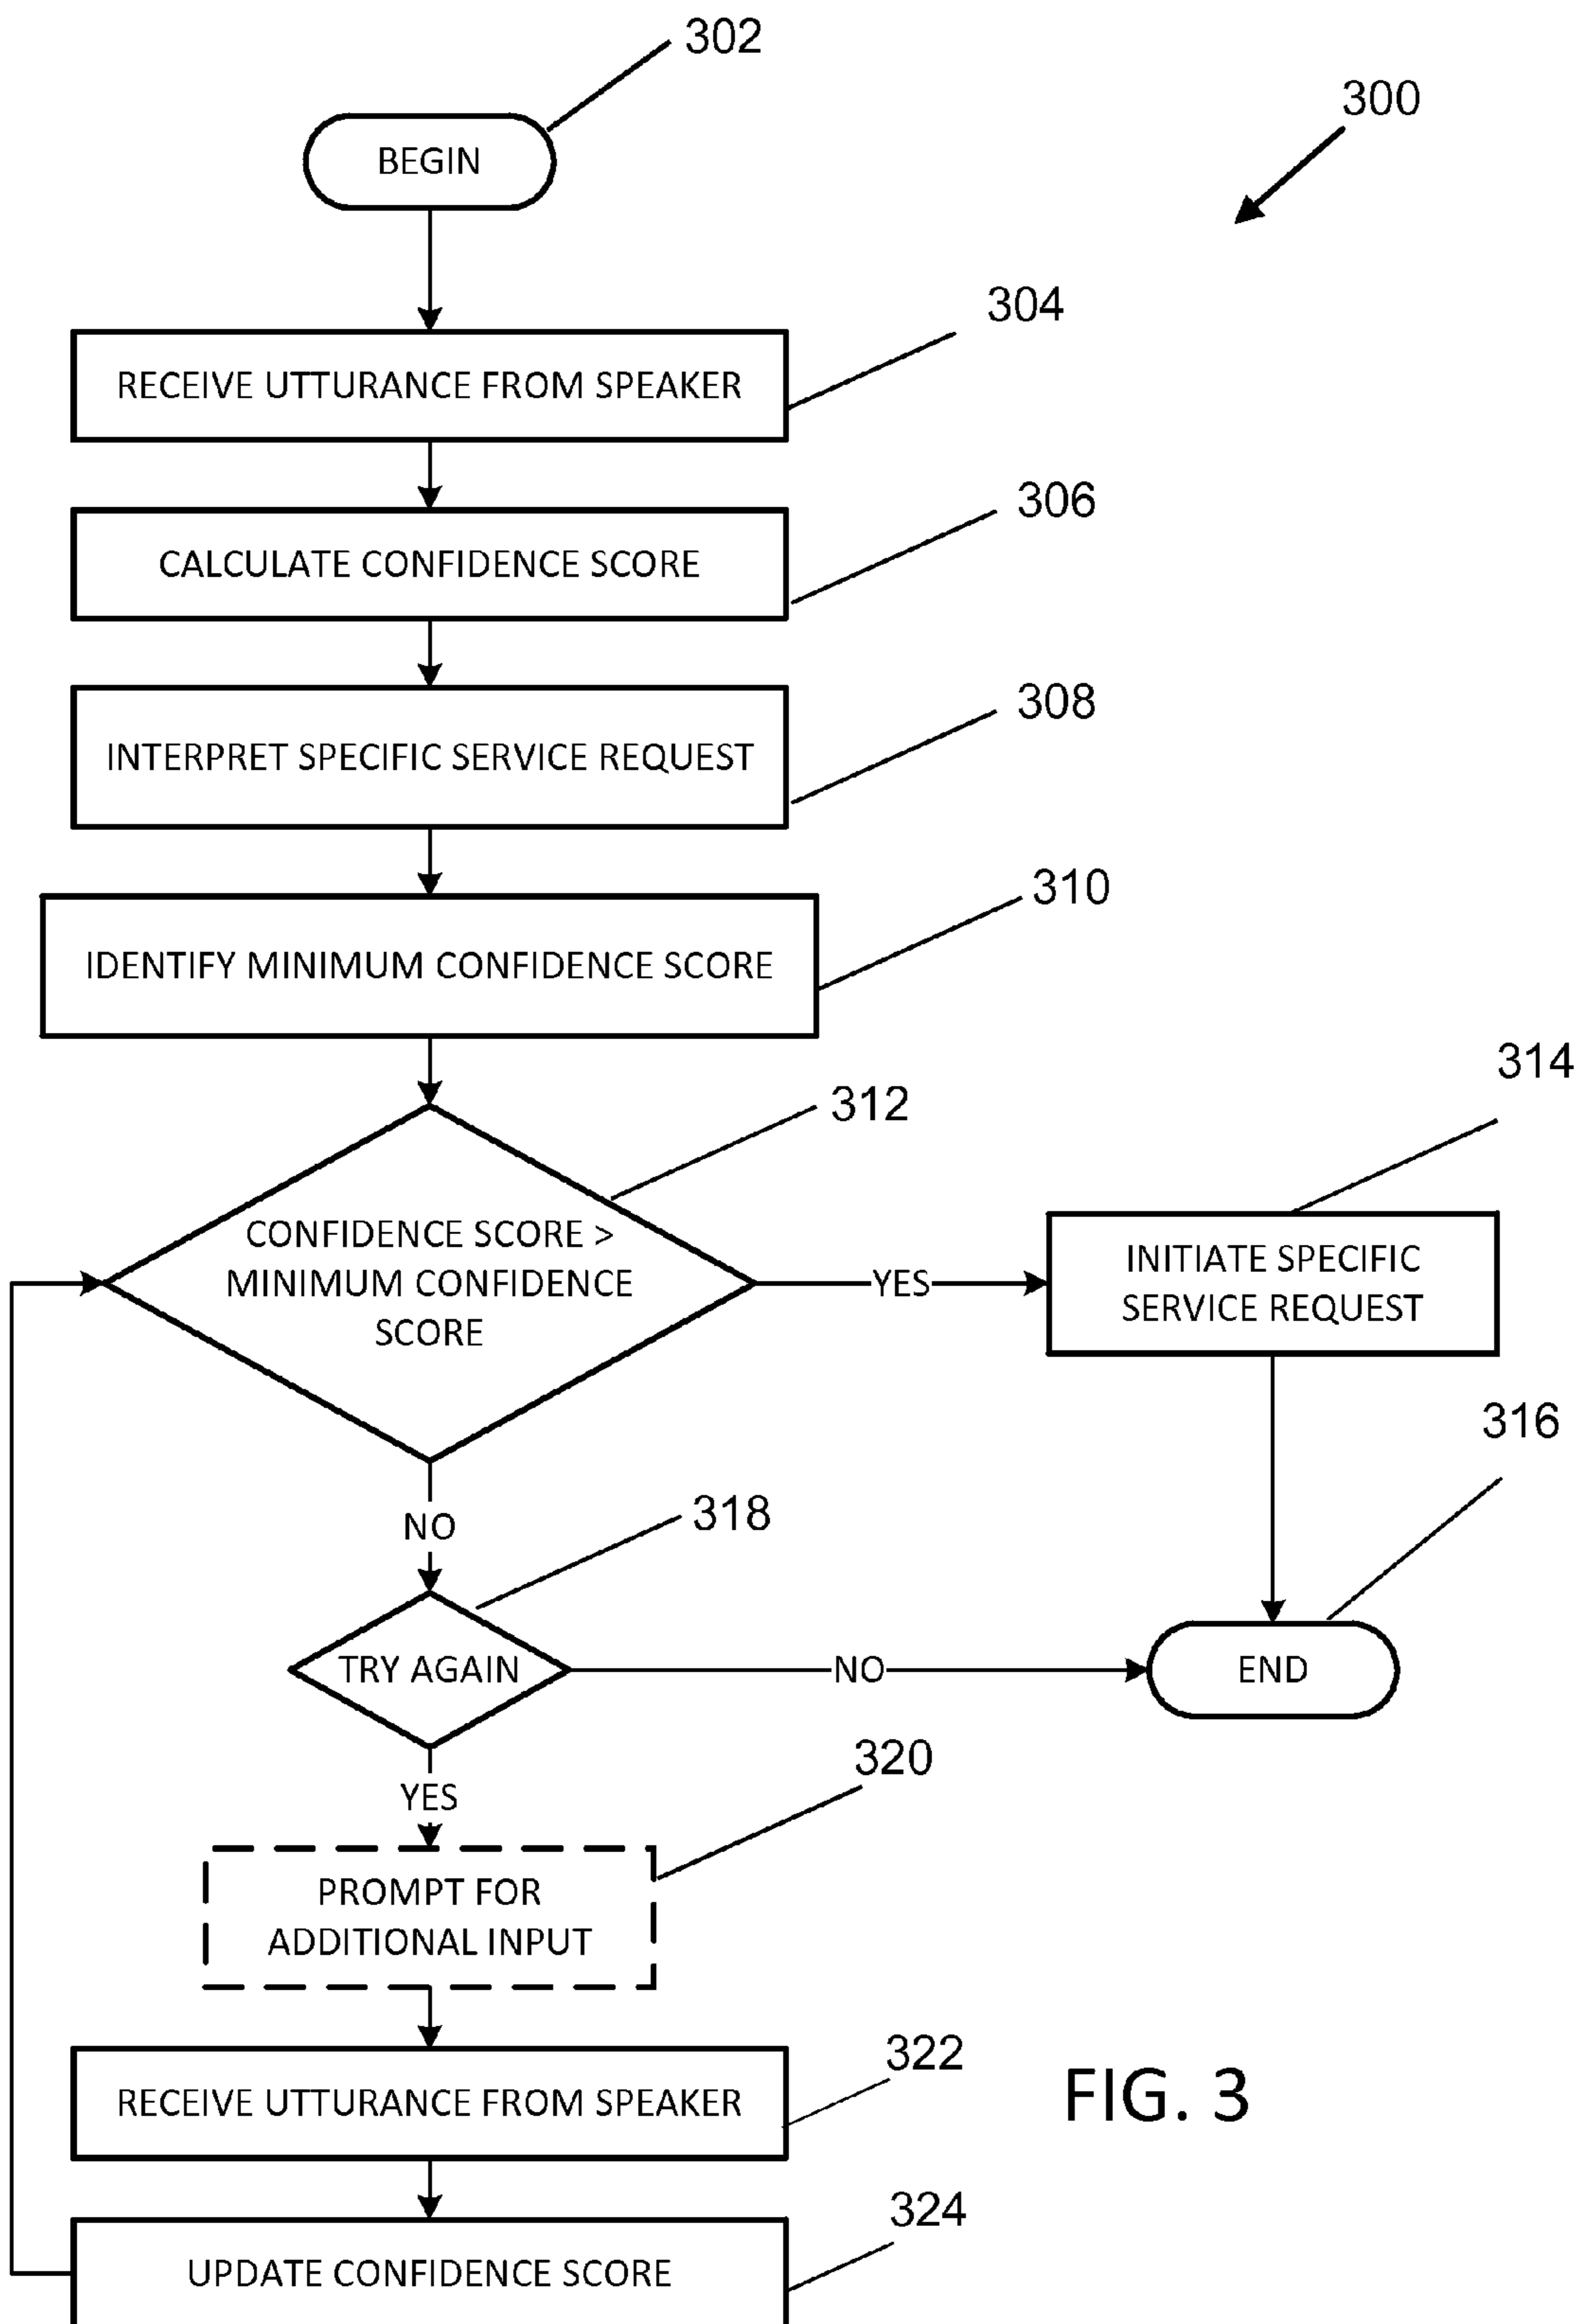 302
300
BEGIN
304
RECEIVE UTTURANCE FROM SPEAKER
306
CALCULATE CONFIDENCE SCORE
308
INTERPRET SPECIFIC SERVICE REQUEST
310
IDENTIFY MINIMUM CONFIDENCE SCORE
312
CONFIDENCE SCORE >
MINIMUM CONFIDENCE
SCORE
YES
314
INITIATE SPECIFIC
SERVICE REQUEST
316
NO
318
TRY AGAIN
NO
END
YES
320
PROMPT FOR
ADDITIONAL INPUT
322
RECEIVE UTTURANCE FROM SPEAKER
FIG. 3
324
UPDATE CONFIDENCE SCORE